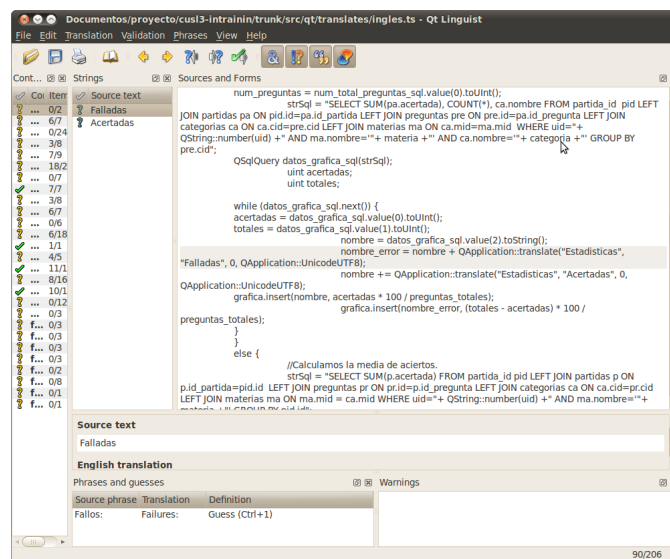 Documentos/proyecto/cusl3-intrainin/trunk/src/qt/translates/ingles.ts - Qt Linguist
File Edit Translation Validation Phrases View Help
Cont... Strings Sources and Forms
Co Item Source text
... 0/2 Falladas
... 6/7 Acertadas
... 0/24
... 3/8
... 7/9
... 18/2
... 0/7
... 7/7
... 3/8
... 6/7
... 0/6
... 6/18
... 1/1
... 4/5
... 11/1
... 8/16
... 10/1
... 0/12
... 0/3
f... 0/3
f... 0/3
f... 0/3
f... 0/3
f... 0/2
f... 0/8
f... 0/1
f... 0/1
num_preguntas = num_total_preguntas_sql.value(0).toUInt();
strSql = "SELECT SUM(pa.acertada), COUNT(*), ca.nombre FROM partida_id pid LEFT
JOIN partidas pa ON pid.id=pa.id_partida LEFT JOIN preguntas pre ON pre.id=pa.id_pregunta LEFT JOIN
categorias ca ON ca.cid=pre.cid LEFT JOIN materias ma ON ca.mid=ma.mid WHERE uid="+
QString::number(uid) +" AND ma.nombre='"+ materia +"' AND ca.nombre='"+ categoria +"' GROUP BY
pre.cid";
QSqlQuery datos_grafica_sql(strSql);
uint acertadas;
uint totales;
while (datos_grafica_sql.next()) {
acertadas = datos_grafica_sql.value(0).toUInt();
totales = datos_grafica_sql.value(1).toUInt();
nombre = datos_grafica_sql.value(2).toString();
nombre_error = nombre + QApplication::translate("Estadisticas",
"Falladas", 0, QApplication::UnicodeUTF8);
nombre += QApplication::translate("Estadisticas", "Acertadas", 0,
QApplication::UnicodeUTF8);
grafica.insert(nombre, acertadas * 100 / preguntas_totales);
grafica.insert(nombre_error, (totales - acertadas) * 100 /
preguntas_totales);
}
}
else {
//Calculamos la media de aciertos.
strSql = "SELECT SUM(p.acertada) FROM partida_id pid LEFT JOIN partidas p ON
p.id_partida=pid.id LEFT JOIN preguntas pr ON pr.id=p.id_pregunta LEFT JOIN categorias ca ON ca.cid=pr.cid
LEFT JOIN materias ma ON ma.mid = ca.mid WHERE uid="+ QString::number(uid) +" AND ma.nombre='"+
materia +"' GROUP BY pid.id";
Source text
Falladas
English translation
Phrases and guesses Warnings
Source phrase Translation Definition
Fallos: Failures: Guess (Ctrl+1)
90/206